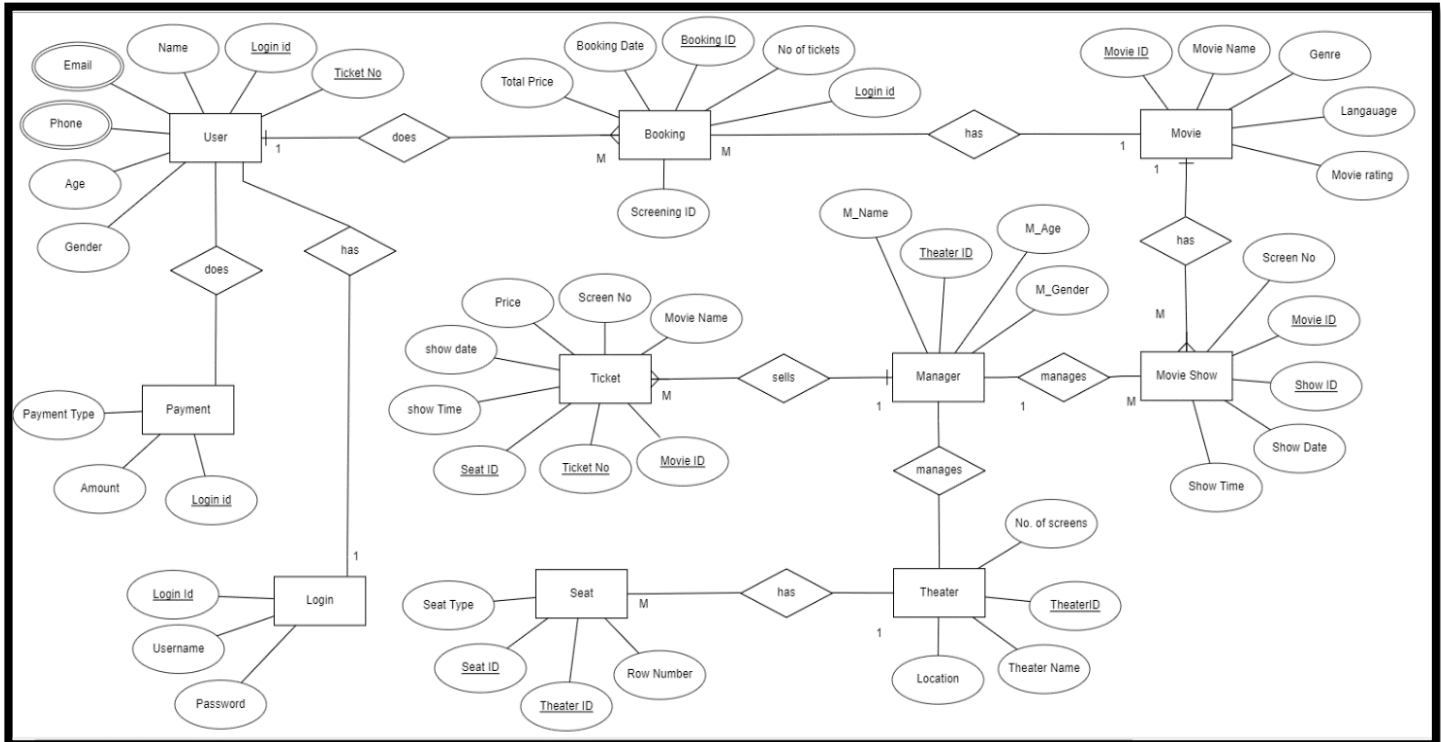 Email
Name
Login id
Ticket No
Phone
Age
Gender
User
1
does
M
Booking Date
Booking ID
No of tickets
Total Price
Login id
Booking
M
Screening ID
has
1
Movie ID
Movie Name
Genre
Langauage
Movie rating
Movie
1
has
M
does
has
Payment Type
Payment
Amount
Login id
1
Login Id
Login
Username
Password
Price
Screen No
Movie Name
show date
show Time
Ticket
M
Seat ID
Ticket No
Movie ID
sells
1
M_Name
Theater ID
M_Age
M_Gender
Manager
manages
1
M
Screen No
Movie ID
Movie Show
Show ID
Show Date
Show Time
manages
No. of screens
Theater
TheaterID
1
Location
Theater Name
has
Seat Type
Seat
M
Seat ID
Row Number
Theater ID